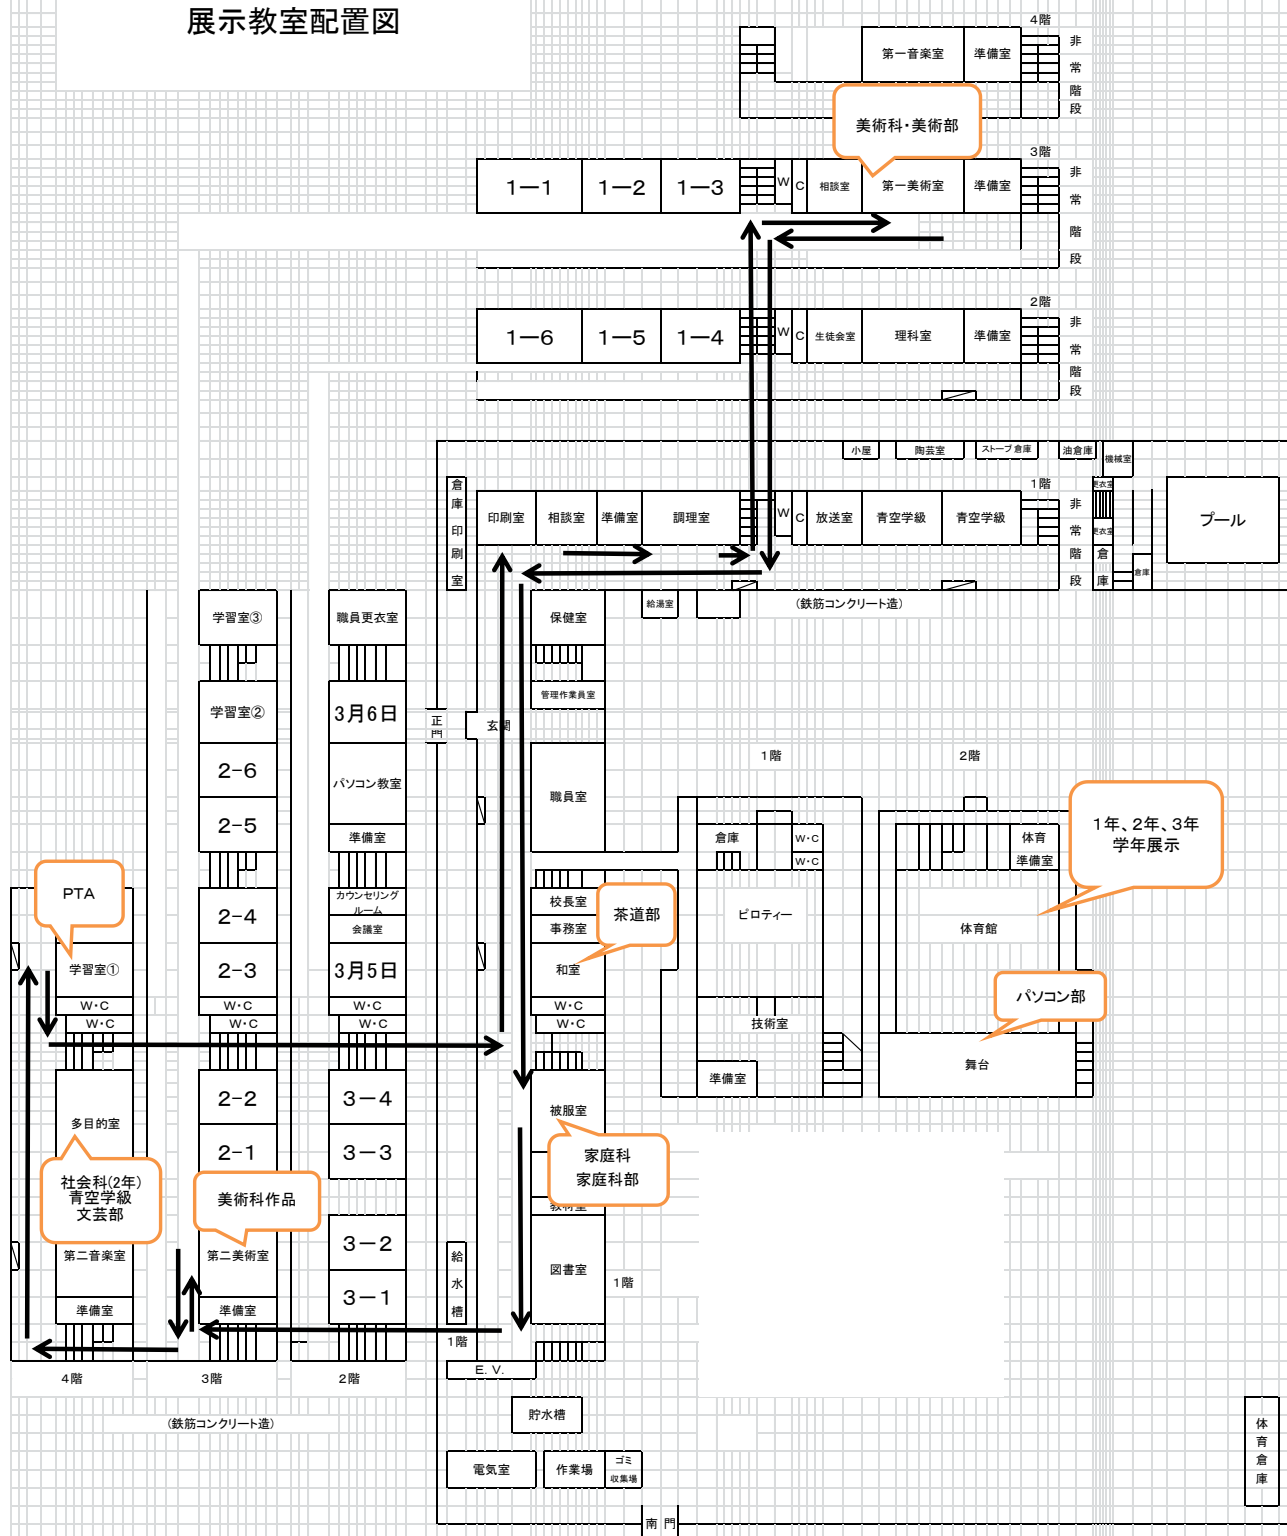 展示教室配置図
4階
第一音楽室
準備室
非
常
階
段
美術科・美術部
3階
1ー1
1ー2
1ー3
W
C
相談室
第一美術室
準備室
非
常
階
段
2階
1ー6
1ー5
1ー4
W
C
生徒会室
理科室
準備室
非
常
階
段
小屋
陶芸室
ストーブ倉庫
油倉庫
機械室
1階
倉
庫
印
刷
室
印刷室
相談室
準備室
調理室
W
C
放送室
青空学級
青空学級
非
常
階
段
更衣室
更衣室
倉
庫
倉庫
プール
給湯室
(鉄筋コンクリート造)
学習室③
職員更衣室
保健室
学習室②
3月6日
正
門
玄関
管理作業員室
2-6
パソコン教室
職員室
2-5
準備室
1階
2階
倉庫
W・C
W・C
体育
準備室
1年、2年、3年
学年展示
PTA
2-4
カウンセリング
ルーム
会議室
校長室
事務室
茶道部
ピロティー
体育館
学習室①
2-3
3月5日
和室
パソコン部
W・C
W・C
W・C
W・C
W・C
W・C
W・C
W・C
技術室
準備室
舞台
多目的室
2-2
3ー4
被服室
2-1
3ー3
家庭科
家庭科部
教材室
社会科(2年)
青空学級
文芸部
美術科作品
第二音楽室
第二美術室
3ー2
給
水
槽
図書室
1階
準備室
準備室
3ー1
1階
E. V.
4階
3階
2階
(鉄筋コンクリート造)
貯水槽
電気室
作業場
ゴミ
収集場
体
育
倉
庫
南 門